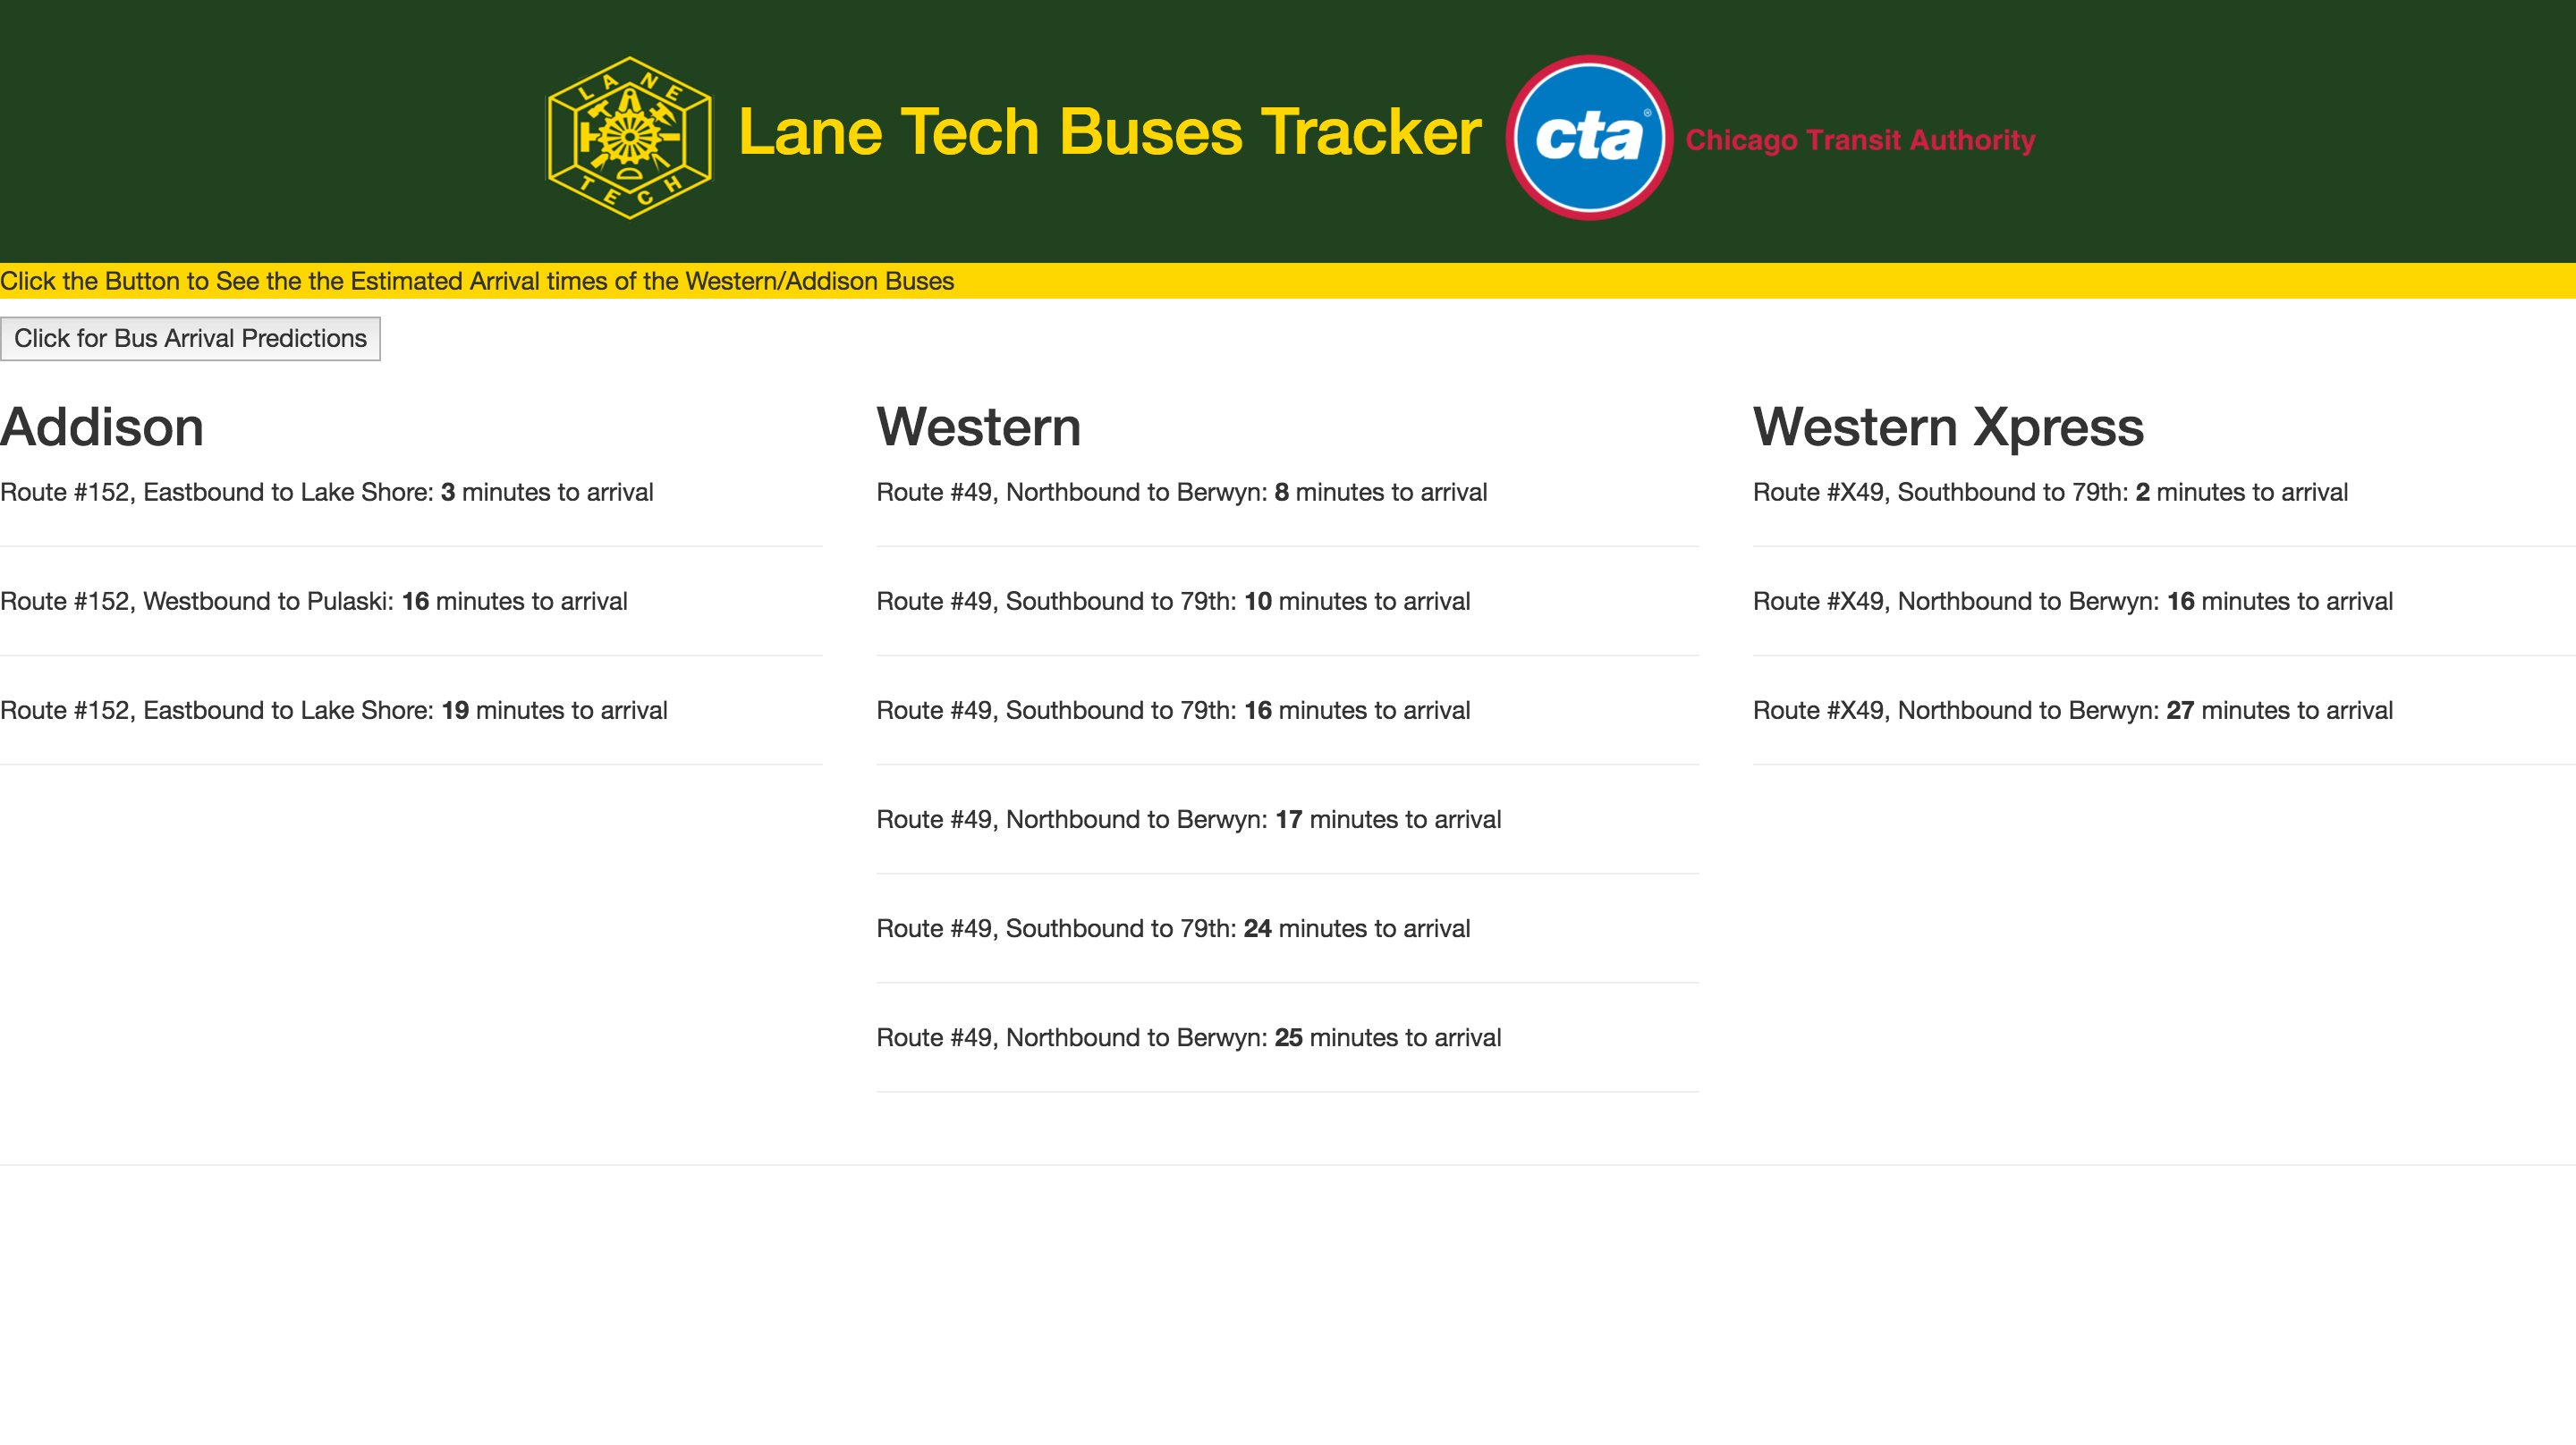 LANE
TECH
Lane Tech Buses Tracker
cta®
Chicago Transit Authority
Click the Button to See the the Estimated Arrival times of the Western/Addison Buses
Click for Bus Arrival Predictions
Addison
Route #152, Eastbound to Lake Shore: 3 minutes to arrival
Route #152, Westbound to Pulaski: 16 minutes to arrival
Route #152, Eastbound to Lake Shore: 19 minutes to arrival
Western
Route #49, Northbound to Berwyn: 8 minutes to arrival
Route #49, Southbound to 79th: 10 minutes to arrival
Route #49, Southbound to 79th: 16 minutes to arrival
Route #49, Northbound to Berwyn: 17 minutes to arrival
Route #49, Southbound to 79th: 24 minutes to arrival
Route #49, Northbound to Berwyn: 25 minutes to arrival
Western Xpress
Route #X49, Southbound to 79th: 2 minutes to arrival
Route #X49, Northbound to Berwyn: 16 minutes to arrival
Route #X49, Northbound to Berwyn: 27 minutes to arrival